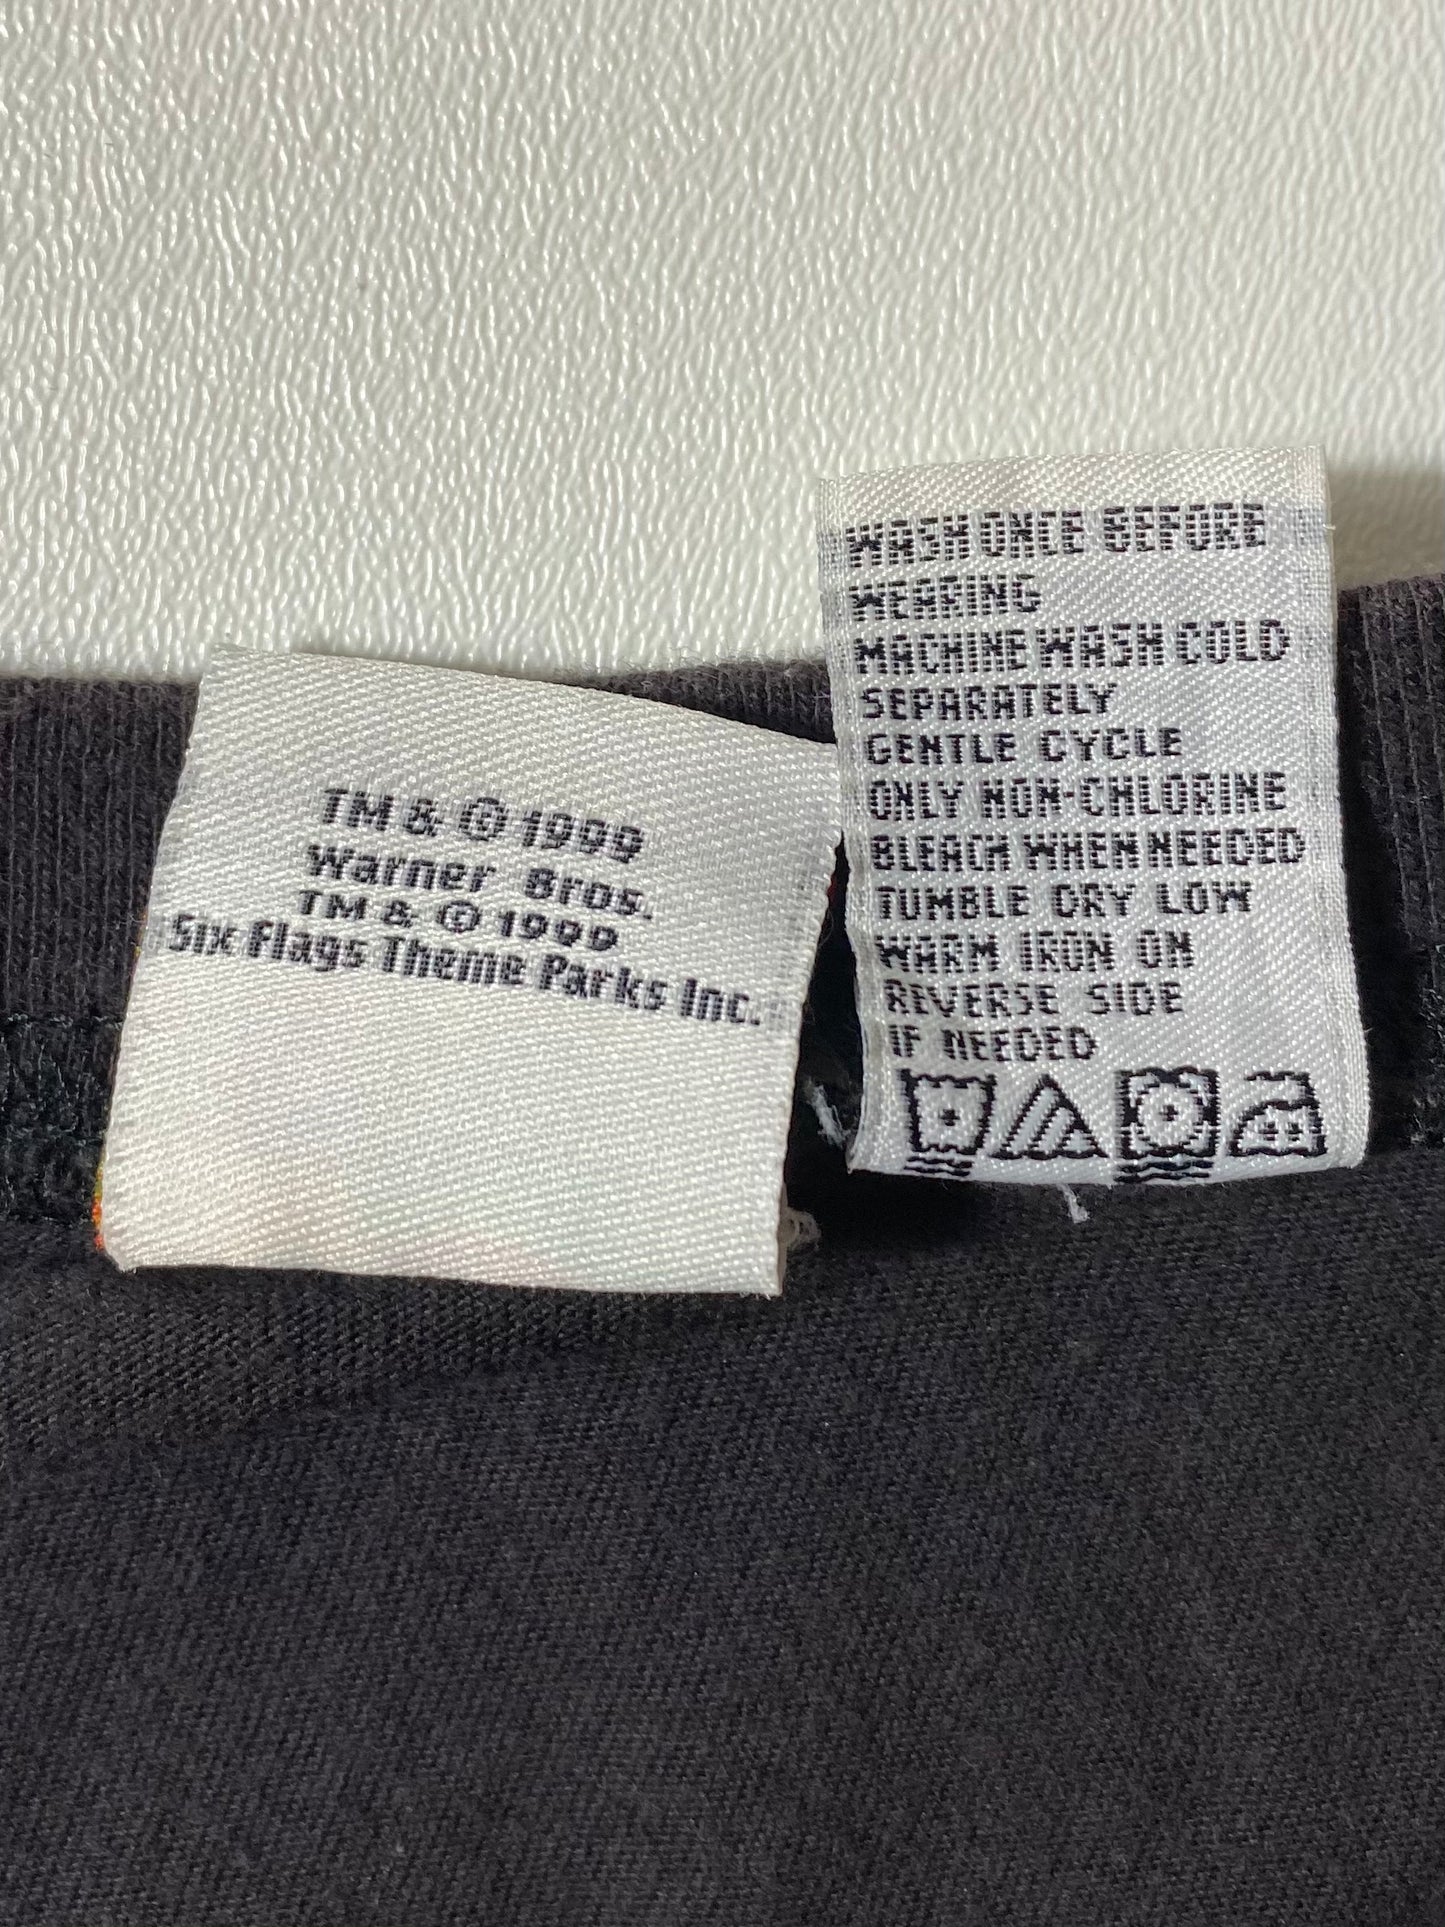 TM & © 1999
Warner Bros.
TM & © 1999
Six Flags Theme Parks Inc.
WASH ONCE BEFORE
WEARING
MACHINE WASH COLD
SEPARATELY
GENTLE CYCLE
ONLY NON-CHLORINE
BLEACH WHEN NEEDED
TUMBLE DRY LOW
WARM IRON ON
REVERSE SIDE
IF NEEDED